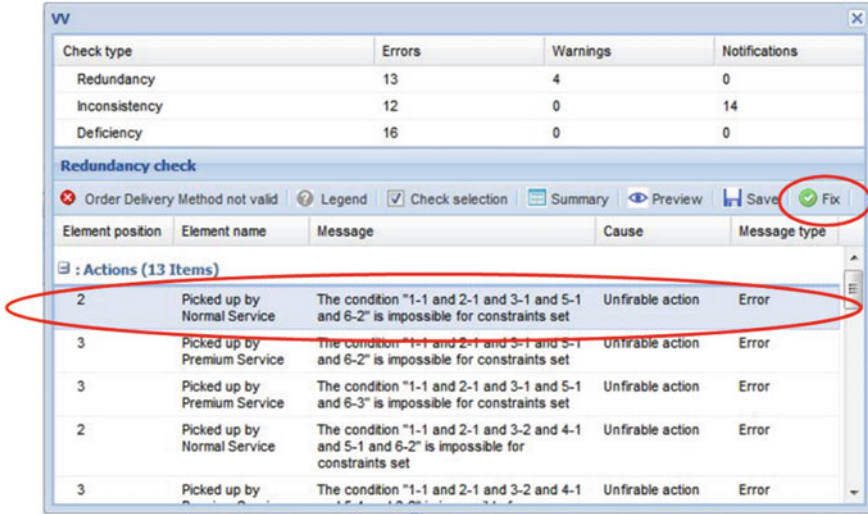 VV
Check type Errors Warnings Notifications
Redundancy 13 4 0
Inconsistency 12 0 14
Deficiency 16 0 0
Redundancy check
Order Delivery Method not valid Legend Check selection Summary Preview Save Fix
Element position Element name Message Cause Message type
: Actions (13 Items)
2 Picked up by The condition "1-1 and 2-1 and 3-1 and 5-1 Unfirable action Error
Normal Service and 6-2" is impossible for constraints set
3 Picked up by The condition "1-1 and 2-1 and 3-1 and 5-1 Unfirable action Error
Premium Service and 6-2" is impossible for constraints set
3 Picked up by The condition "1-1 and 2-1 and 3-1 and 5-1 Unfirable action Error
Premium Service and 6-3" is impossible for constraints set
2 Picked up by The condition "1-1 and 2-1 and 3-2 and 4-1 Unfirable action Error
Normal Service and 5-1 and 6-2" is impossible for
constraints set
3 Picked up by The condition "1-1 and 2-1 and 3-2 and 4-1 Unfirable action Error